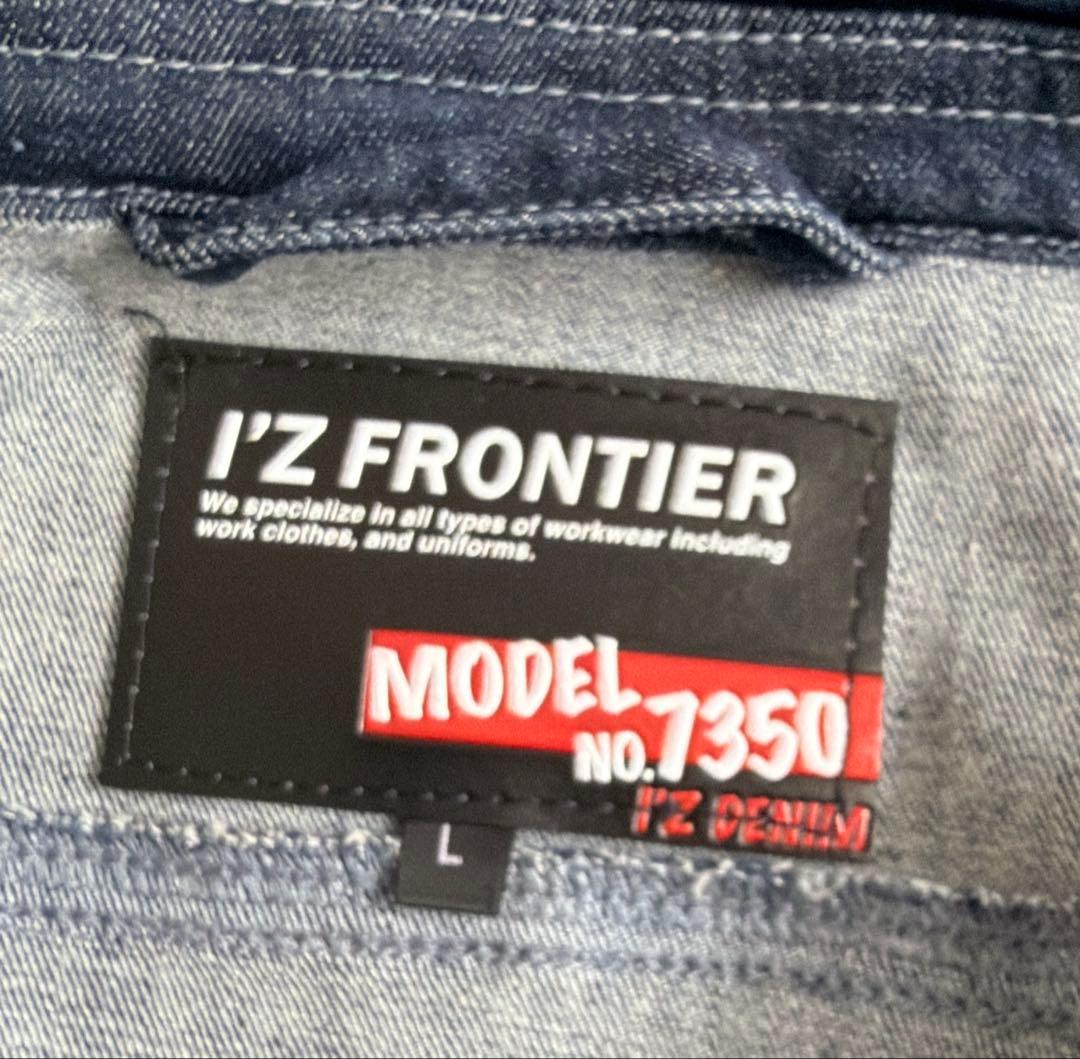 I'Z FRONTIER
We specialize in all types of workwear including
work clothes, and uniforms.
MODEL
NO.7350
I'Z DENIM
L